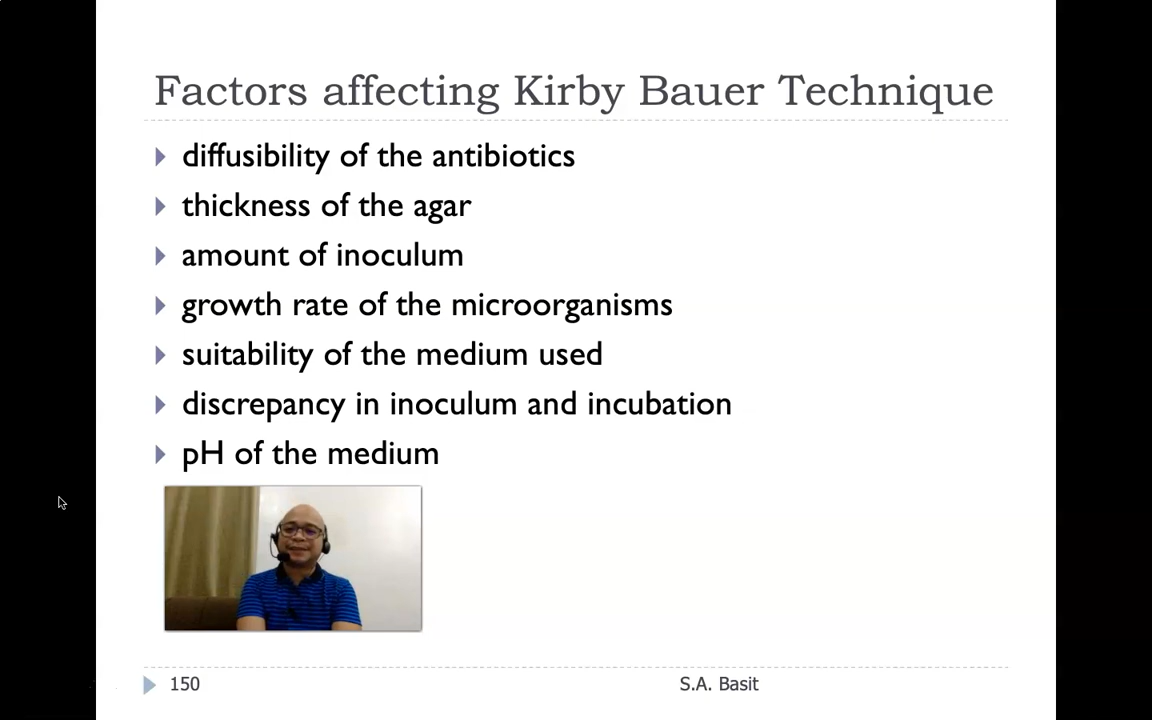 Factors affecting Kirby Bauer Technique
diffusibility of the antibiotics
thickness of the agar
amount of inoculum
growth rate of the microorganisms
suitability of the medium used
discrepancy in inoculum and incubation
pH of the medium
150
S.A. Basit